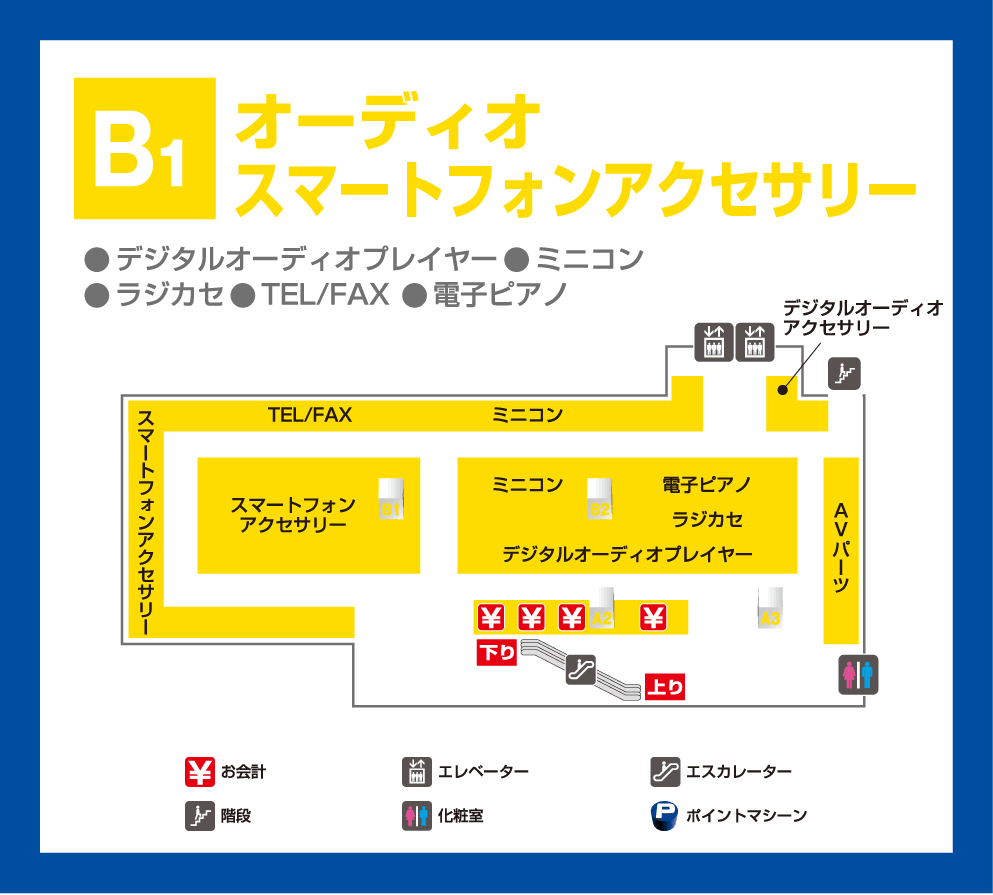 B1
オーディオ
スマートフォンアクセサリー
●デジタルオーディオプレイヤー●ミニコン
●ラジカセ●TEL/FAX ●電子ピアノ
デジタルオーディオ
アクセサリー
TEL/FAX
ミニコン
スマートフォンアクセサリー
スマートフォン
アクセサリー
B1
ミニコン
B2
電子ピアノ
ラジカセ
デジタルオーディオプレイヤー
AVパーツ
¥
¥
¥
A2
¥
A3
下り
上り
¥ お会計
エレベーター
エスカレーター
階段
化粧室
P ポイントマシーン